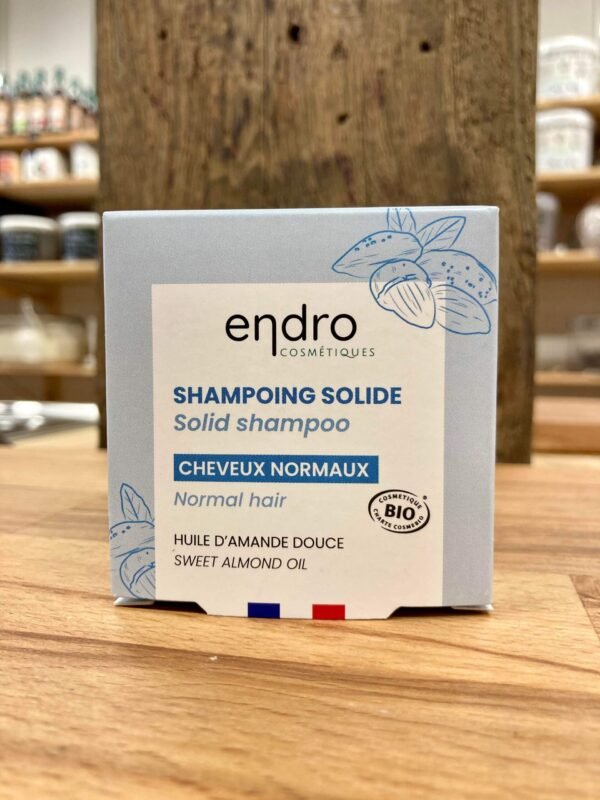 endro
COSMÉTIQUES
SHAMPOING SOLIDE
Solid shampoo
CHEVEUX NORMAUX
Normal hair
COSMETIQUE
BIO
CHARTE COSMEBIO
®
HUILE D'AMANDE DOUCE
SWEET ALMOND OIL